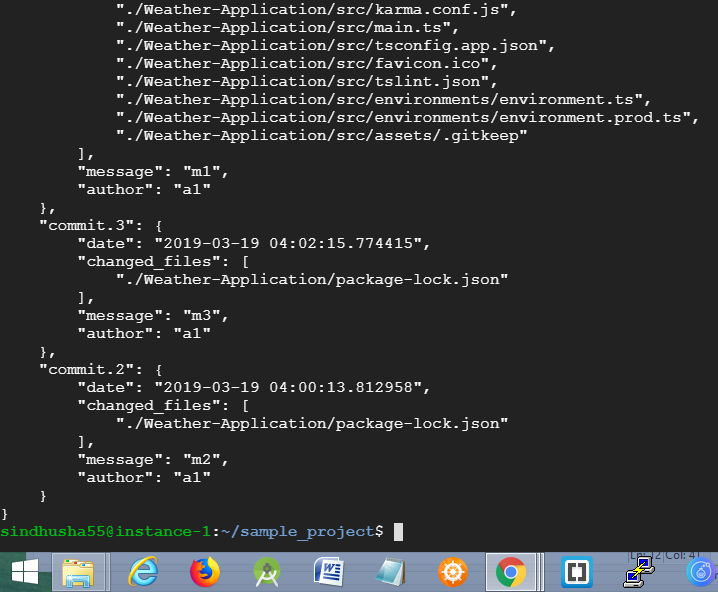 "./Weather-Application/src/karma.conf.js",
"./Weather-Application/src/main.ts",
"./Weather-Application/src/tsconfig.app.json",
"./Weather-Application/src/favicon.ico",
"./Weather-Application/src/tslint.json",
"./Weather-Application/src/environments/environment.ts",
"./Weather-Application/src/environments/environment.prod.ts",
"./Weather-Application/src/assets/.gitkeep"
],
"message": "m1",
"author": "a1"
},
"commit.3": {
"date": "2019-03-19 04:02:15.774415",
"changed_files": [
"./Weather-Application/package-lock.json"
],
"message": "m3",
"author": "a1"
},
"commit.2": {
"date": "2019-03-19 04:00:13.812958",
"changed_files": [
"./Weather-Application/package-lock.json"
],
"message": "m2",
"author": "a1"
}
}
sindhusha55@instance-1:~/sample_project$
Col: 41